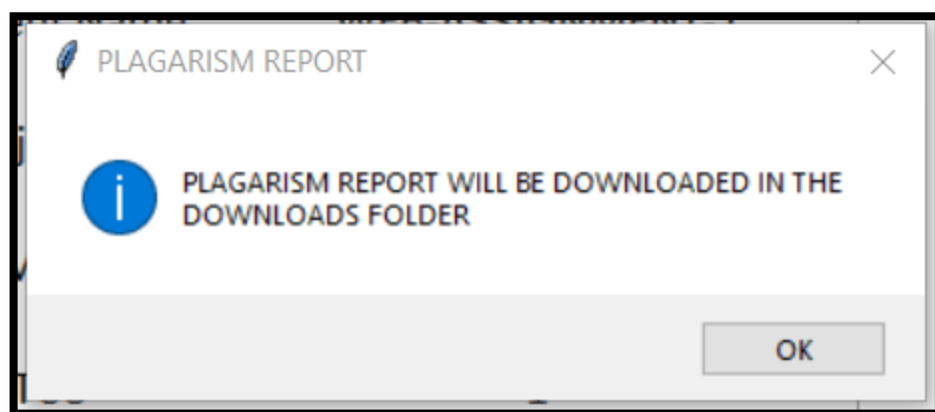 PLAGARISM REPORT
PLAGARISM REPORT WILL BE DOWNLOADED IN THE
DOWNLOADS FOLDER
OK